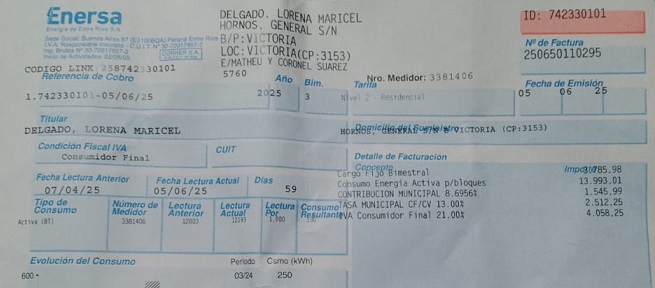 Enersa
Energía de Entre Ríos S.A.
DELGADO, LORENA MARICEL
HORNOS, GENERAL S/N
B/P:VICTORIA
LOC:VICTORIA(CP:3153)
E/MATHEU Y CORONEL SUAREZ
5760
ID: 742330101
Nº de Factura
250650110295
CODIGO LINK:258742330101
Nro. Medidor: 3381406
Referencia de Cobro
Año
Bim.
Tarifa
Fecha de Emisión
1.742330101-05/06/25
2025
3
Nivel 2 - Residencial
05 06 25
Titular
Domicilio del Suministro
DELGADO, LORENA MARICEL
HORNOS, GENERAL S/N VICTORIA (CP:3153)
Condición Fiscal IVA
CUIT
Consumidor Final
Detalle de Facturación
Concepto
Importe
Cargo Fijo Bimestral
Consumo Energía Activa p/bloques 13.993,01
CONTRIBUCION MUNICIPAL 8.6956% 1.545,99
TASA MUNICIPAL CF/CV 13.00% 2.512,25
IVA Consumidor Final 21.00% 4.058,25
Fecha Lectura Anterior
Fecha Lectura Actual
Días
07/04/25
05/06/25
59
Tipo de Consumo
Número de Medidor
Lectura Anterior
Lectura Actual
Lectura Por
Consumo Resultante
Activa (BT)
3381406
12003
1,000
Evolución del Consumo
Período
Csmo (kWh)
600 -
03/24
250